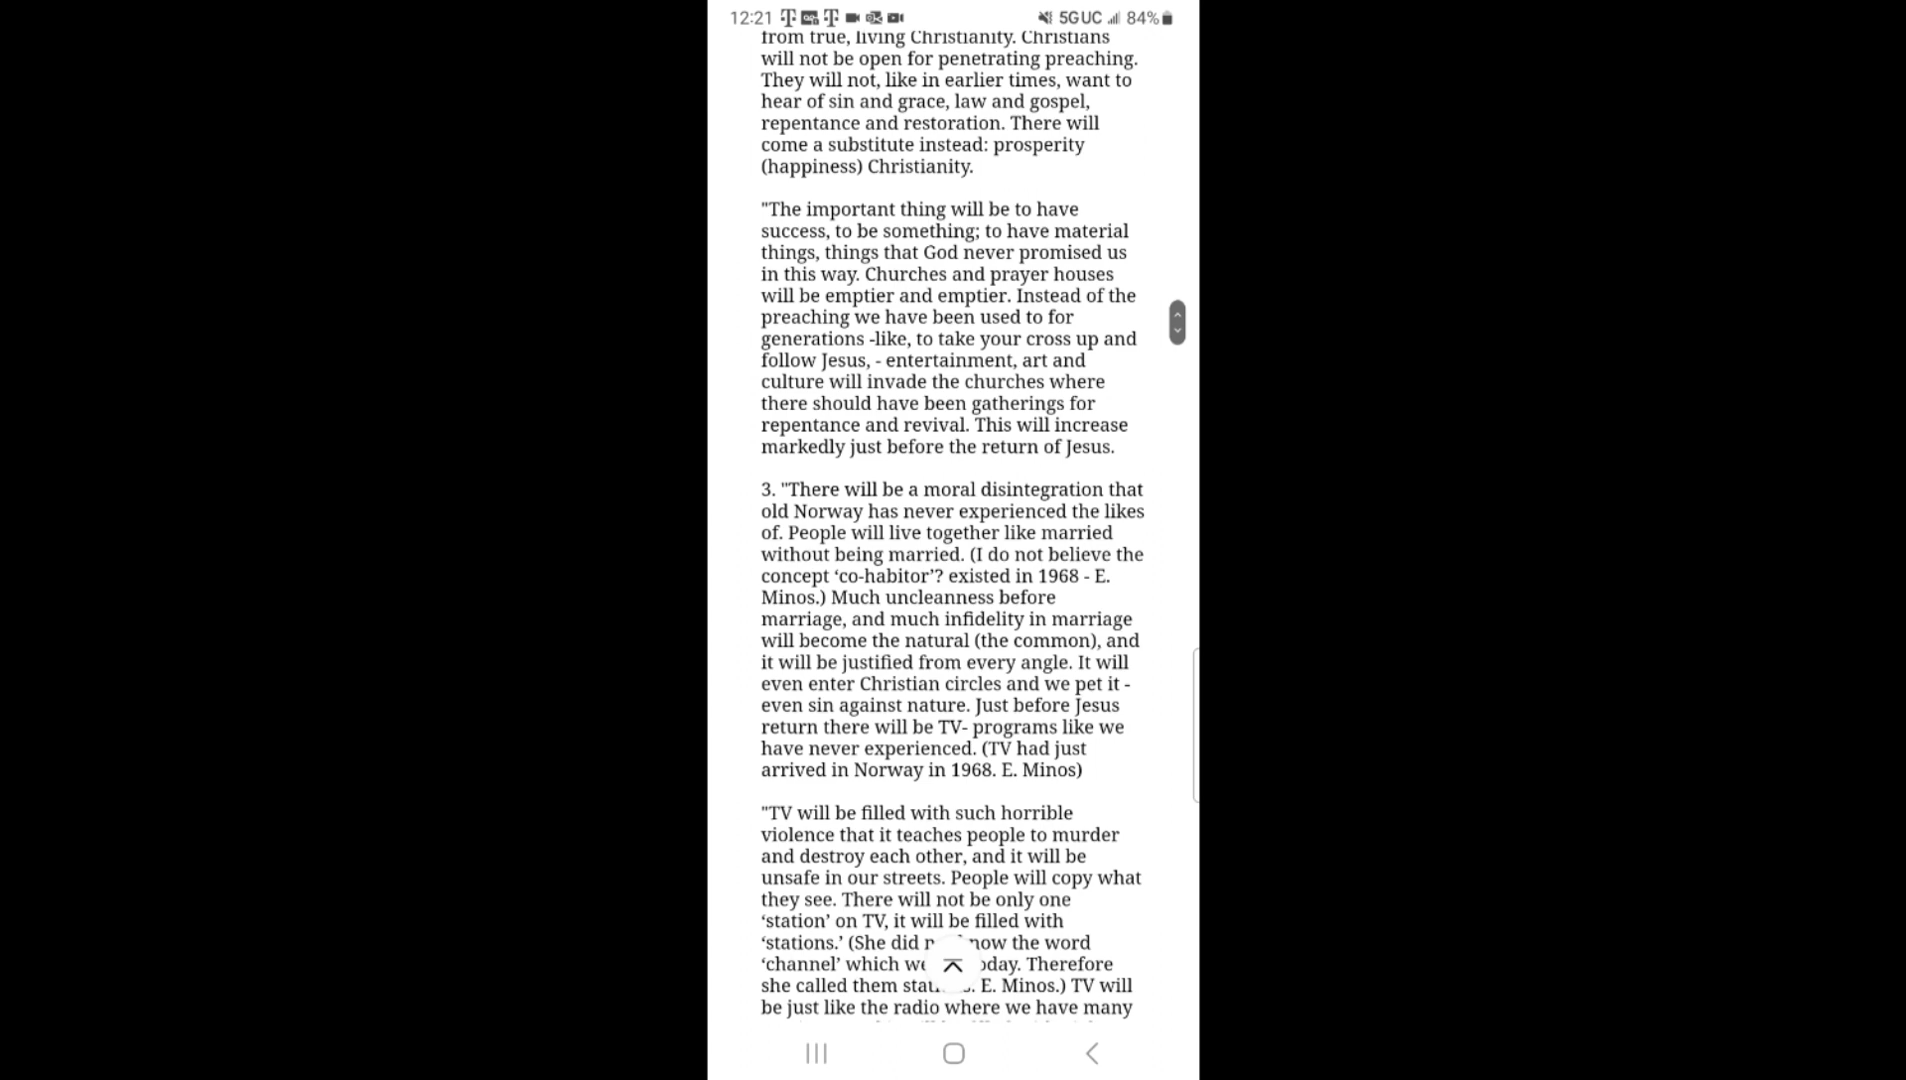 12:21 5G UC 84%
from true, living Christianity. Christians
will not be open for penetrating preaching.
They will not, like in earlier times, want to
hear of sin and grace, law and gospel,
repentance and restoration. There will
come a substitute instead: prosperity
(happiness) Christianity.
"The important thing will be to have
success, to be something; to have material
things, things that God never promised us
in this way. Churches and prayer houses
will be emptier and emptier. Instead of the
preaching we have been used to for
generations -like, to take your cross up and
follow Jesus, - entertainment, art and
culture will invade the churches where
there should have been gatherings for
repentance and revival. This will increase
markedly just before the return of Jesus.
3. "There will be a moral disintegration that
old Norway has never experienced the likes
of. People will live together like married
without being married. (I do not believe the
concept ‘co-habitor’? existed in 1968 - E.
Minos.) Much uncleanness before
marriage, and much infidelity in marriage
will become the natural (the common), and
it will be justified from every angle. It will
even enter Christian circles and we pet it -
even sin against nature. Just before Jesus
return there will be TV- programs like we
have never experienced. (TV had just
arrived in Norway in 1968. E. Minos)
"TV will be filled with such horrible
violence that it teaches people to murder
and destroy each other, and it will be
unsafe in our streets. People will copy what
they see. There will not be only one
‘station’ on TV, it will be filled with
‘stations.’ (She did the word
‘channel’ which Therefore
she called them E. Minos.) TV will
be just like the radio where we have many